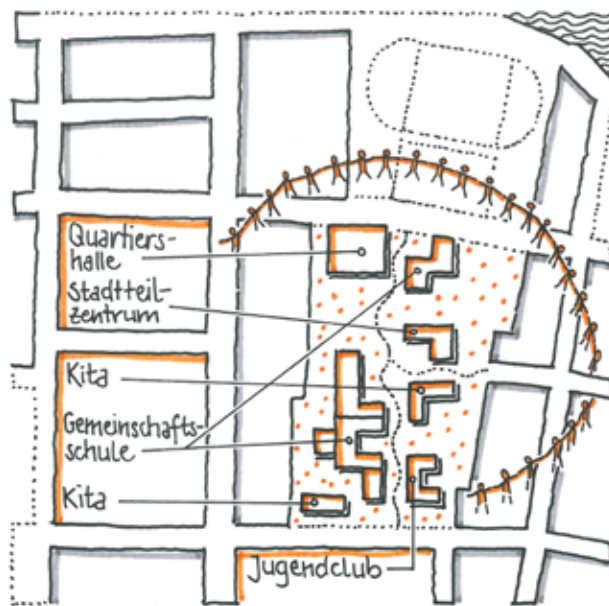 Quartiers-
halle
Stadtteil-
zentrum
Kita
Gemeinschafts-
schule
Kita
Jugendclub